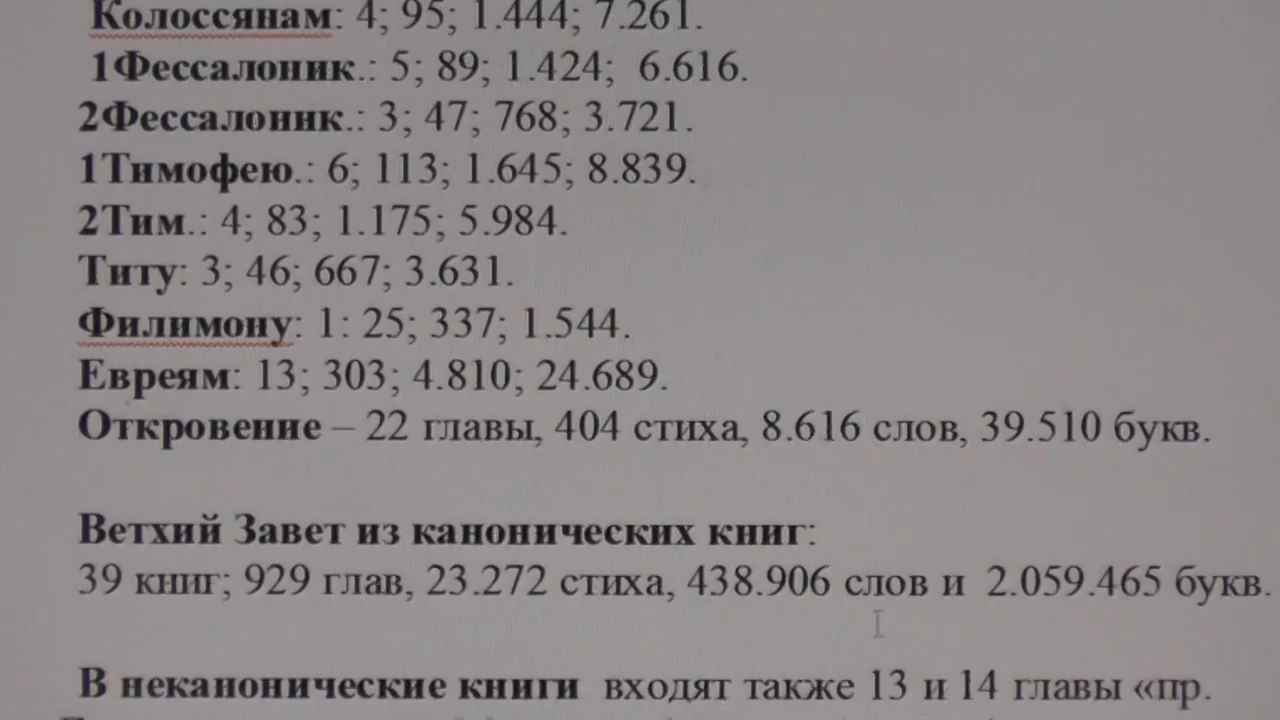 Колоссянам: 4; 95; 1.444; 7.261.
1Фессалоник.: 5; 89; 1.424; 6.616.
2Фессалоник.: 3; 47; 768; 3.721.
1Тимофею.: 6; 113; 1.645; 8.839.
2Тим.: 4; 83; 1.175; 5.984.
Титу: 3; 46; 667; 3.631.
Филимону: 1: 25; 337; 1.544.
Евреям: 13; 303; 4.810; 24.689.
Откровение – 22 главы, 404 стиха, 8.616 слов, 39.510 букв.
Ветхий Завет из канонических книг:
39 книг; 929 глав, 23.272 стиха, 438.906 слов и 2.059.465 букв.
В неканонические книги входят также 13 и 14 главы «пр.